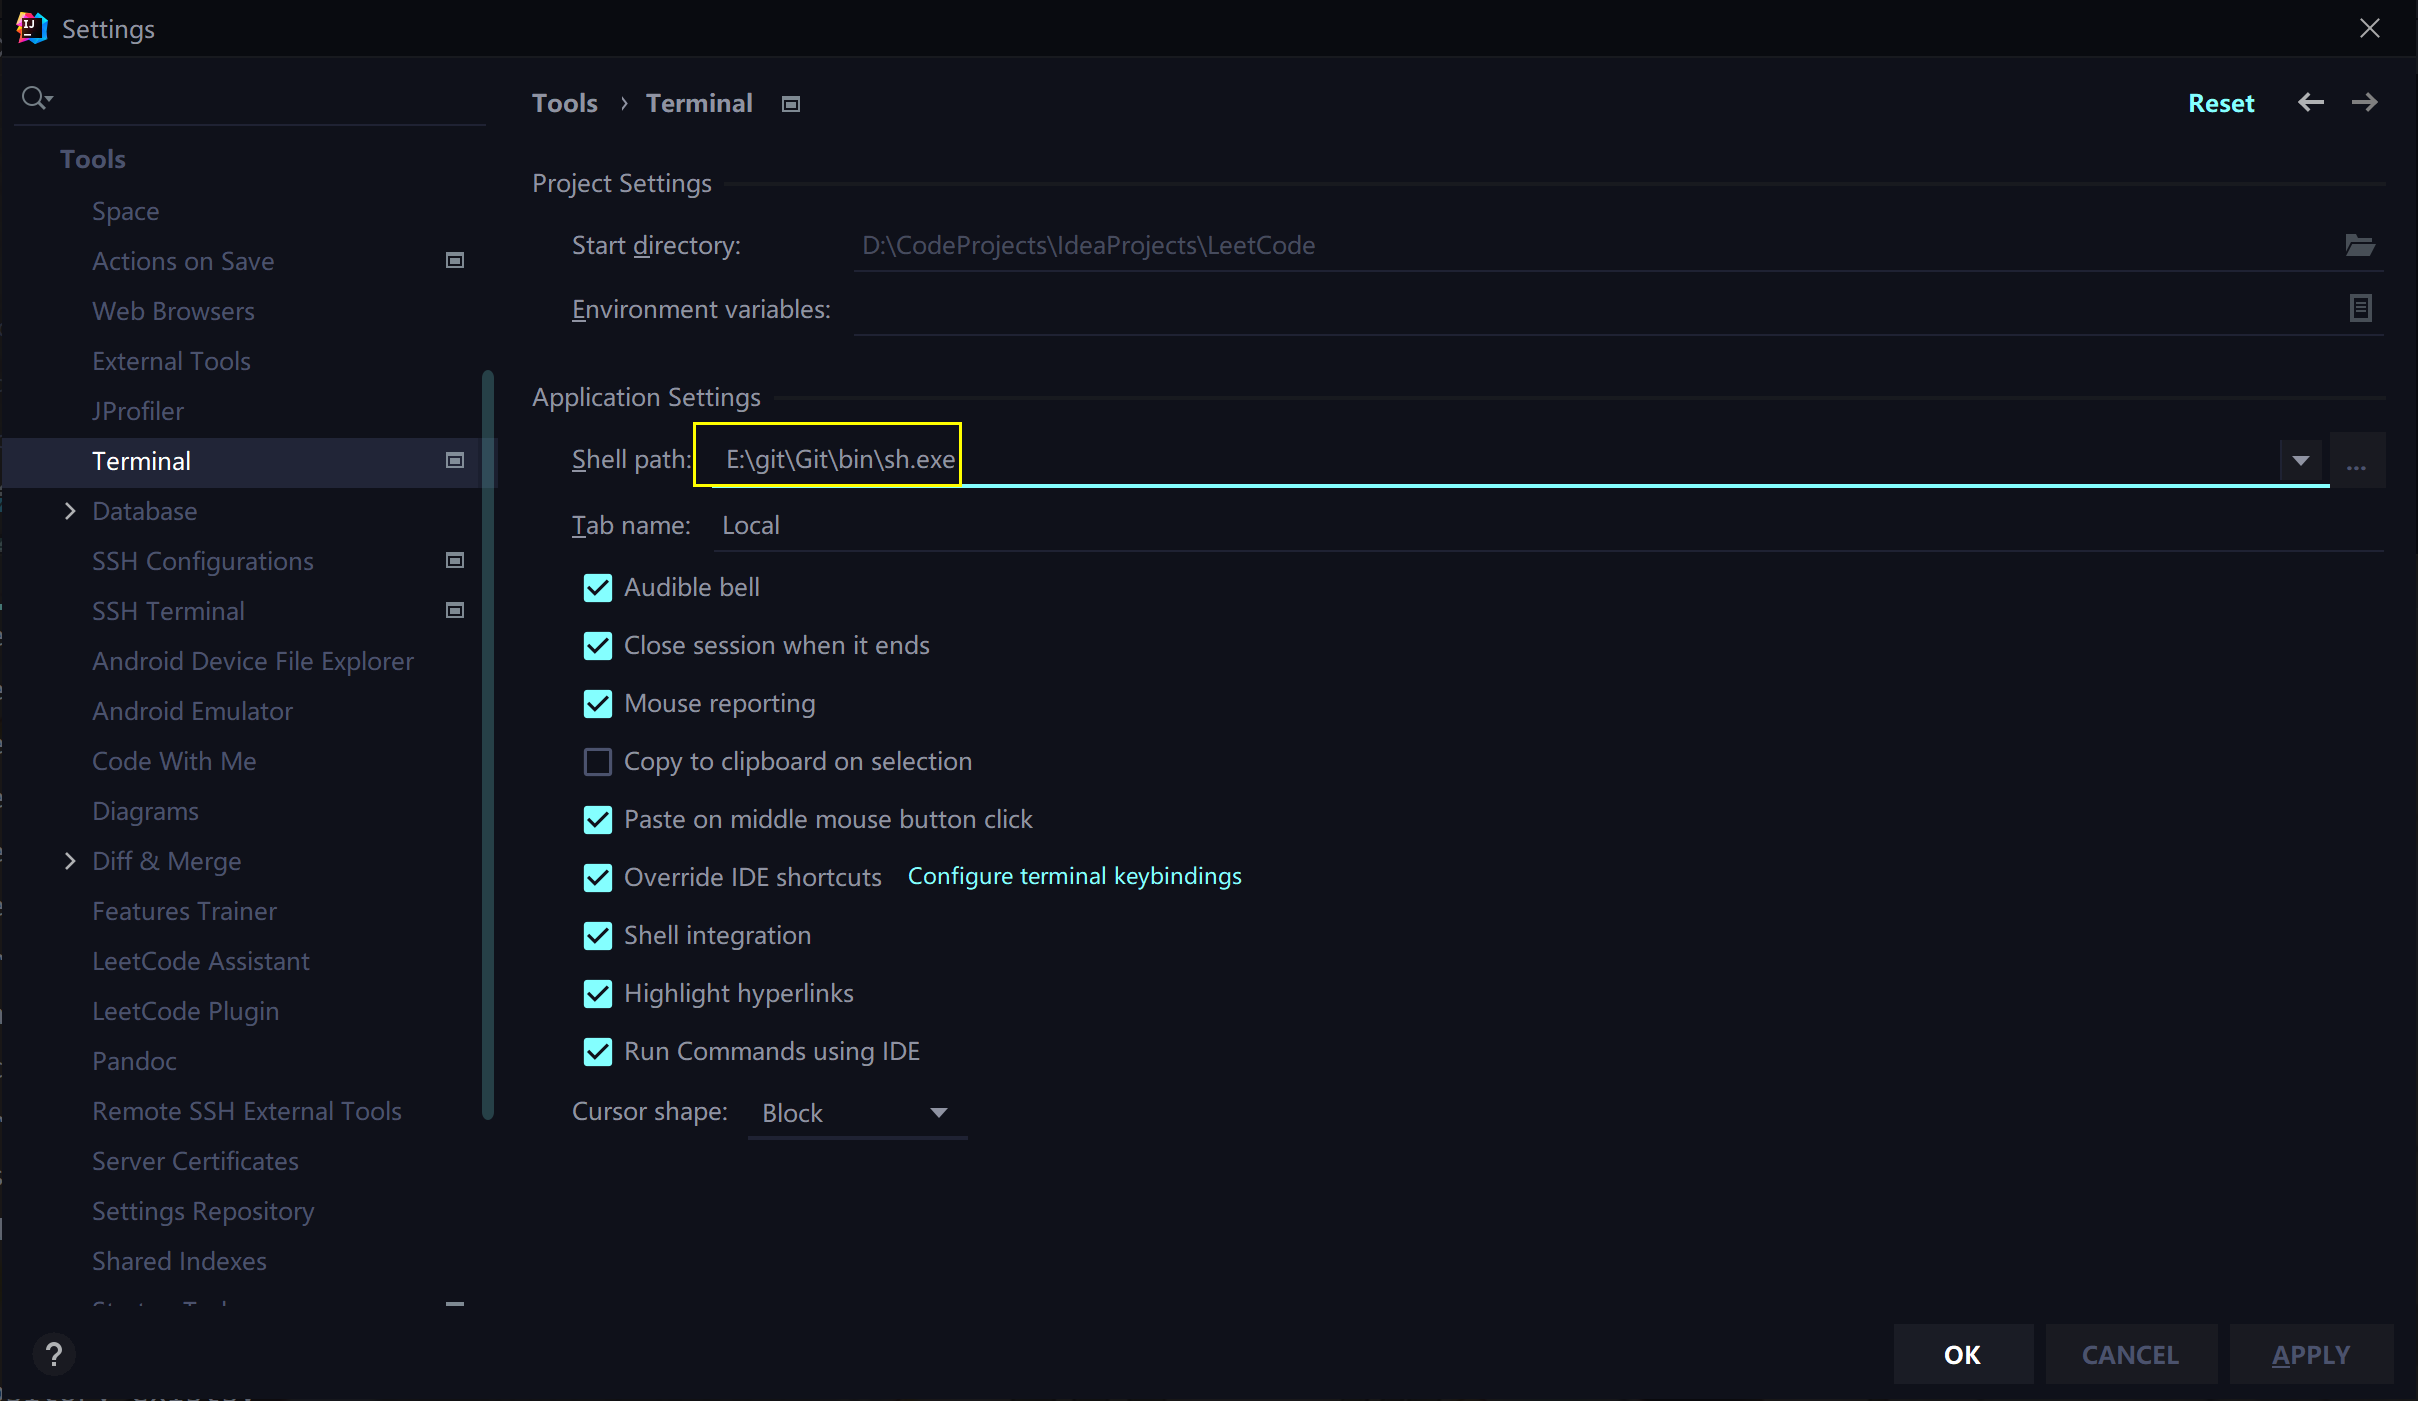 Settings
Tools
Space
Actions on Save
Web Browsers
External Tools
JProfiler
Terminal
Database
SSH Configurations
SSH Terminal
Android Device File Explorer
Android Emulator
Code With Me
Diagrams
Diff & Merge
Features Trainer
LeetCode Assistant
LeetCode Plugin
Pandoc
Remote SSH External Tools
Server Certificates
Settings Repository
Shared Indexes
Tools › Terminal
Reset
Project Settings
Start directory: D:\CodeProjects\IdeaProjects\LeetCode
Environment variables:
Application Settings
Shell path: E:\git\Git\bin\sh.exe
...
Tab name: Local
Audible bell
Close session when it ends
Mouse reporting
Copy to clipboard on selection
Paste on middle mouse button click
Override IDE shortcuts Configure terminal keybindings
Shell integration
Highlight hyperlinks
Run Commands using IDE
Cursor shape: Block
?
OK
CANCEL
APPLY